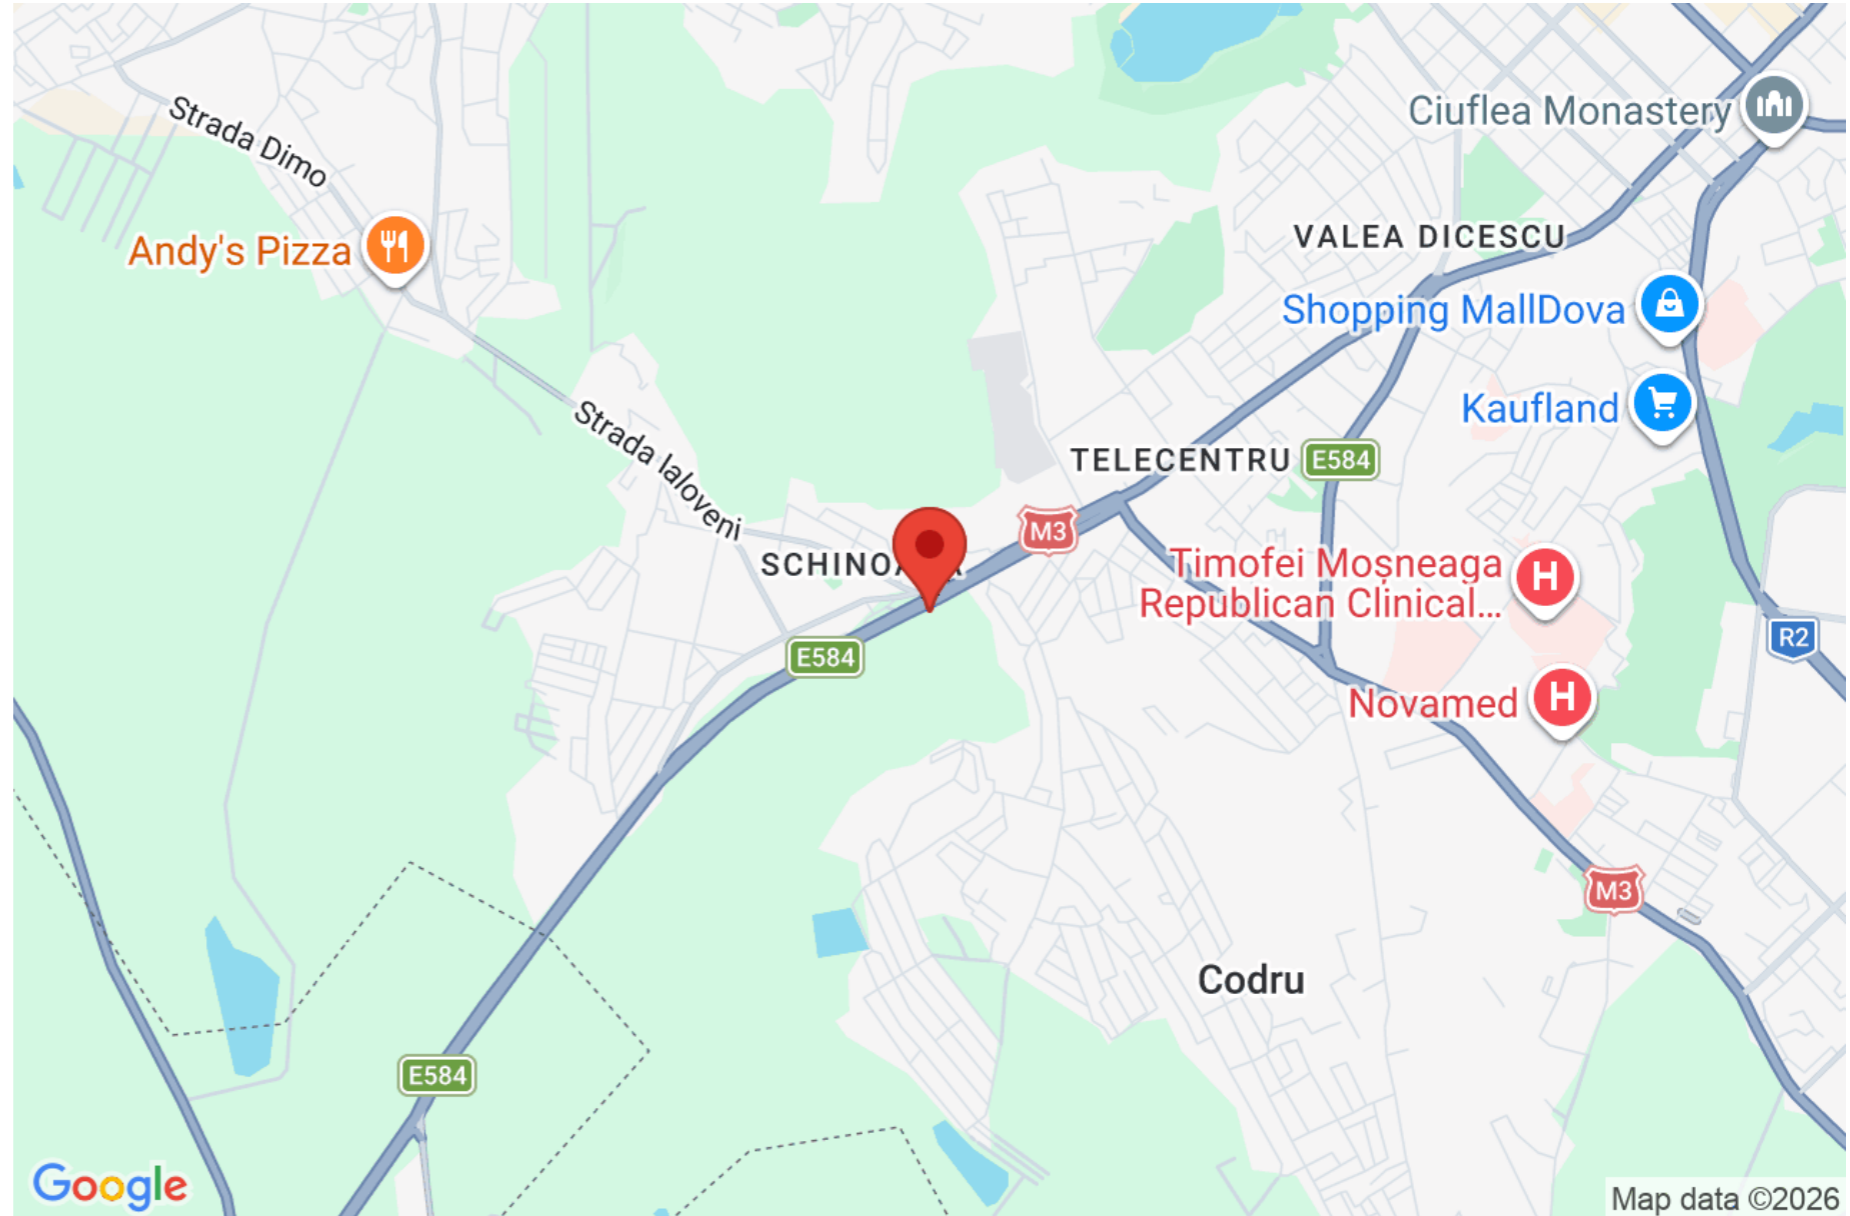 Ciuflea Monastery
Strada Dimo
Andy's Pizza
VALEA DICESCU
Shopping MallDova
Kaufland
Strada Ialoveni
TELECENTRU
E584
M3
SCHINO
Timofei Moșneaga
Republican Clinical...
R2
E584
Novamed
M3
Codru
E584
Google
Map data ©2026